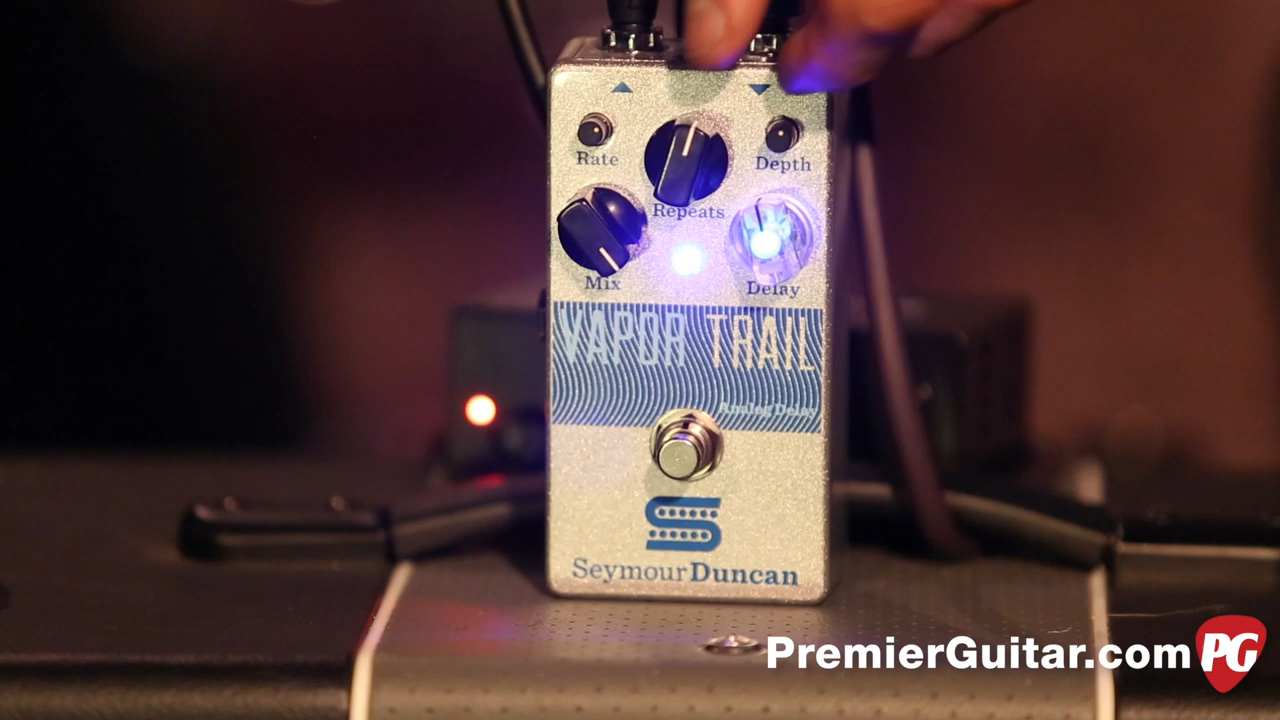 Rate
Depth
Repeats
Mix
Delay
VAPOR TRAIL
Analog Delay
SeymourDuncan
PremierGuitar.com
PG